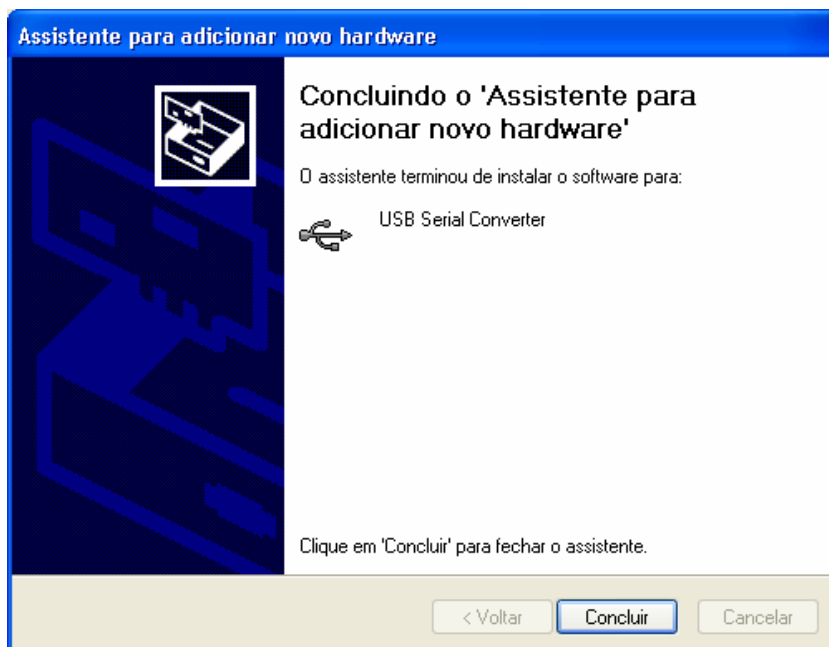 Assistente para adicionar novo hardware
Concluindo o 'Assistente para
adicionar novo hardware'
O assistente terminou de instalar o software para:
USB Serial Converter
Clique em 'Concluir' para fechar o assistente.
< Voltar
Concluir
Cancelar